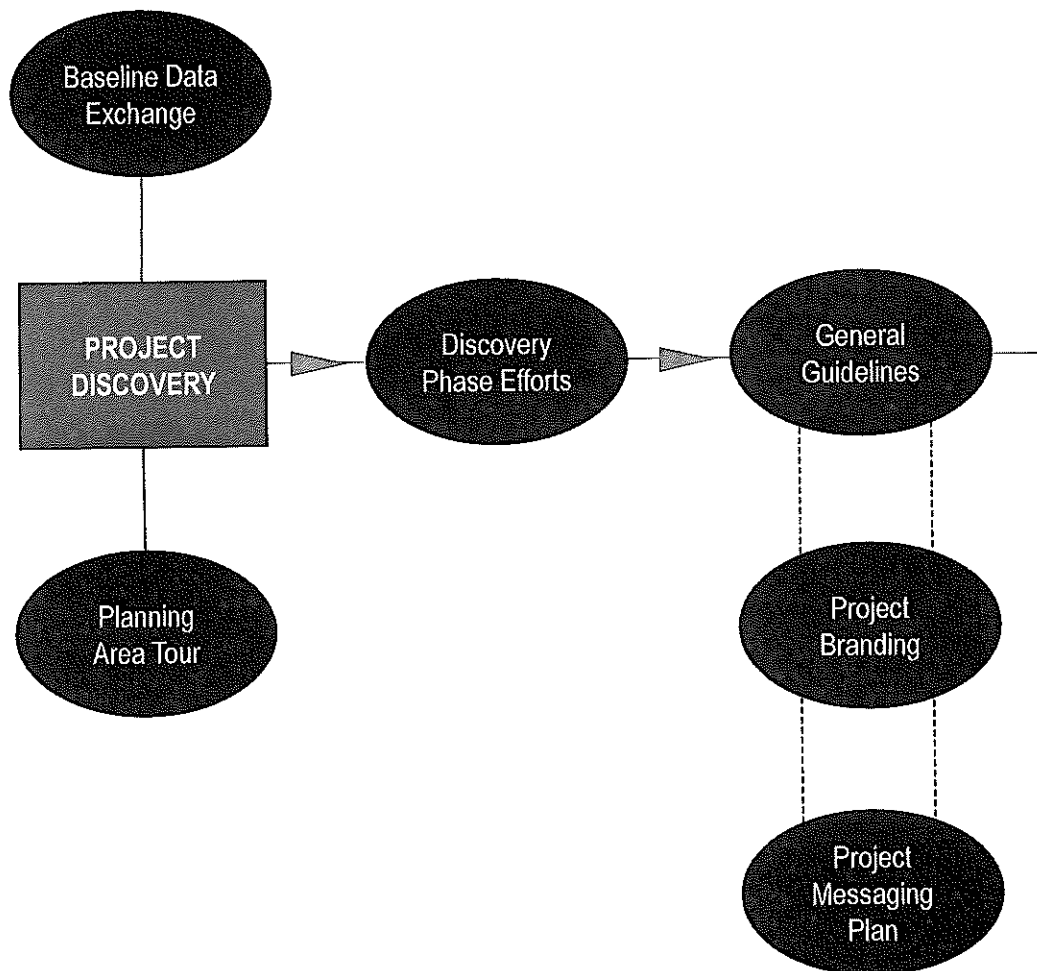 Baseline Data
Exchange
PROJECT
DISCOVERY
Discovery
Phase Efforts
General
Guidelines
Planning
Area Tour
Project
Branding
Project
Messaging
Plan